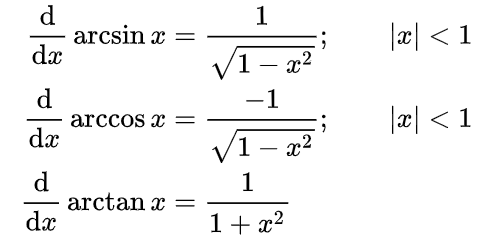 d/dx arcsin x = 1/√(1 − x²); |x| < 1
d/dx arccos x = −1/√(1 − x²); |x| < 1
d/dx arctan x = 1/(1 + x²)